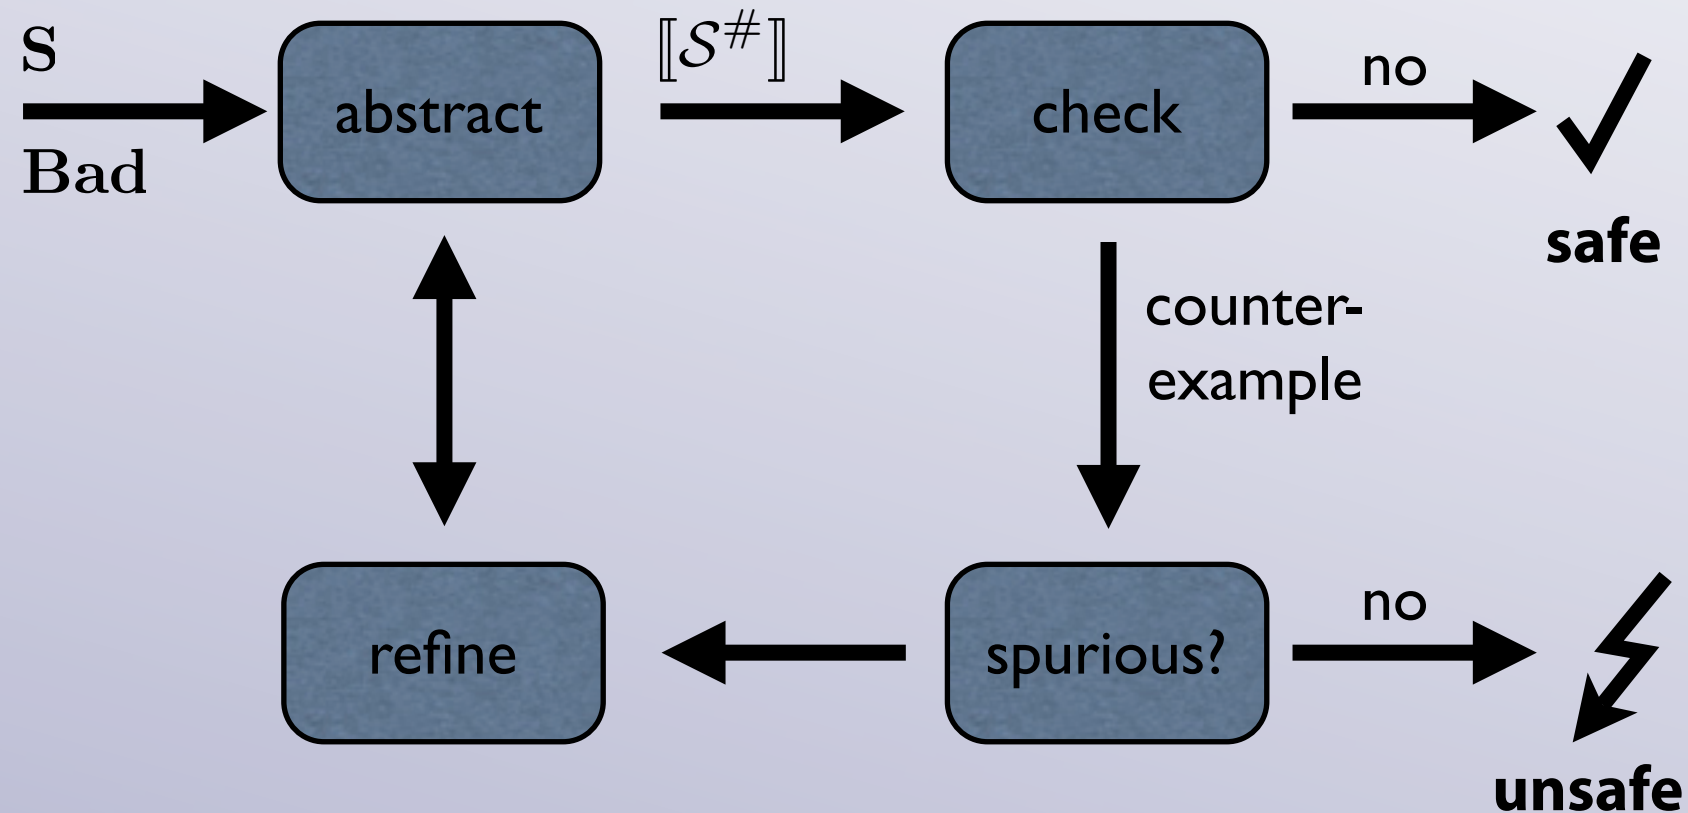 S
Bad
abstract
⟦𝒮#⟧
check
no
safe
counter-
example
refine
spurious?
no
unsafe